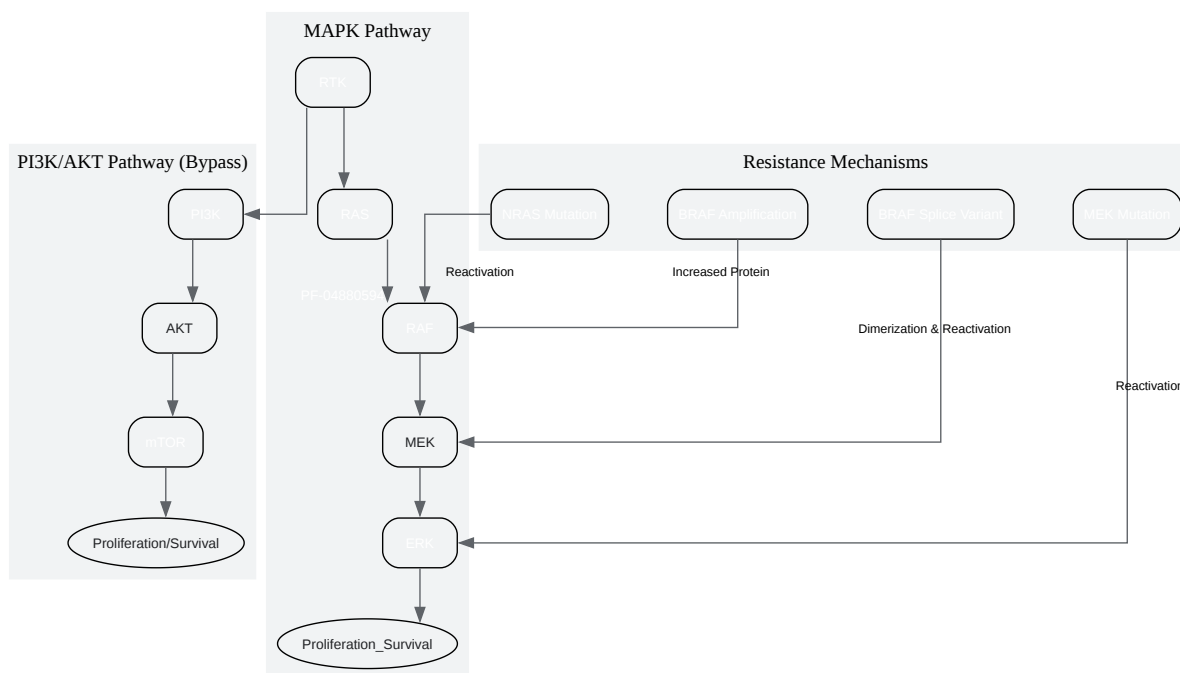 MAPK Pathway
RTK
PI3K/AKT Pathway (Bypass)
Resistance Mechanisms
PI3K
RAS
NRAS Mutation
BRAF Amplification
BRAF Splice Variant
MEK Mutation
Reactivation
Increased Protein
AKT
RAF
Dimerization & Reactivation
Reactivation
mTOR
MEK
Proliferation/Survival
ERK
Proliferation_Survival